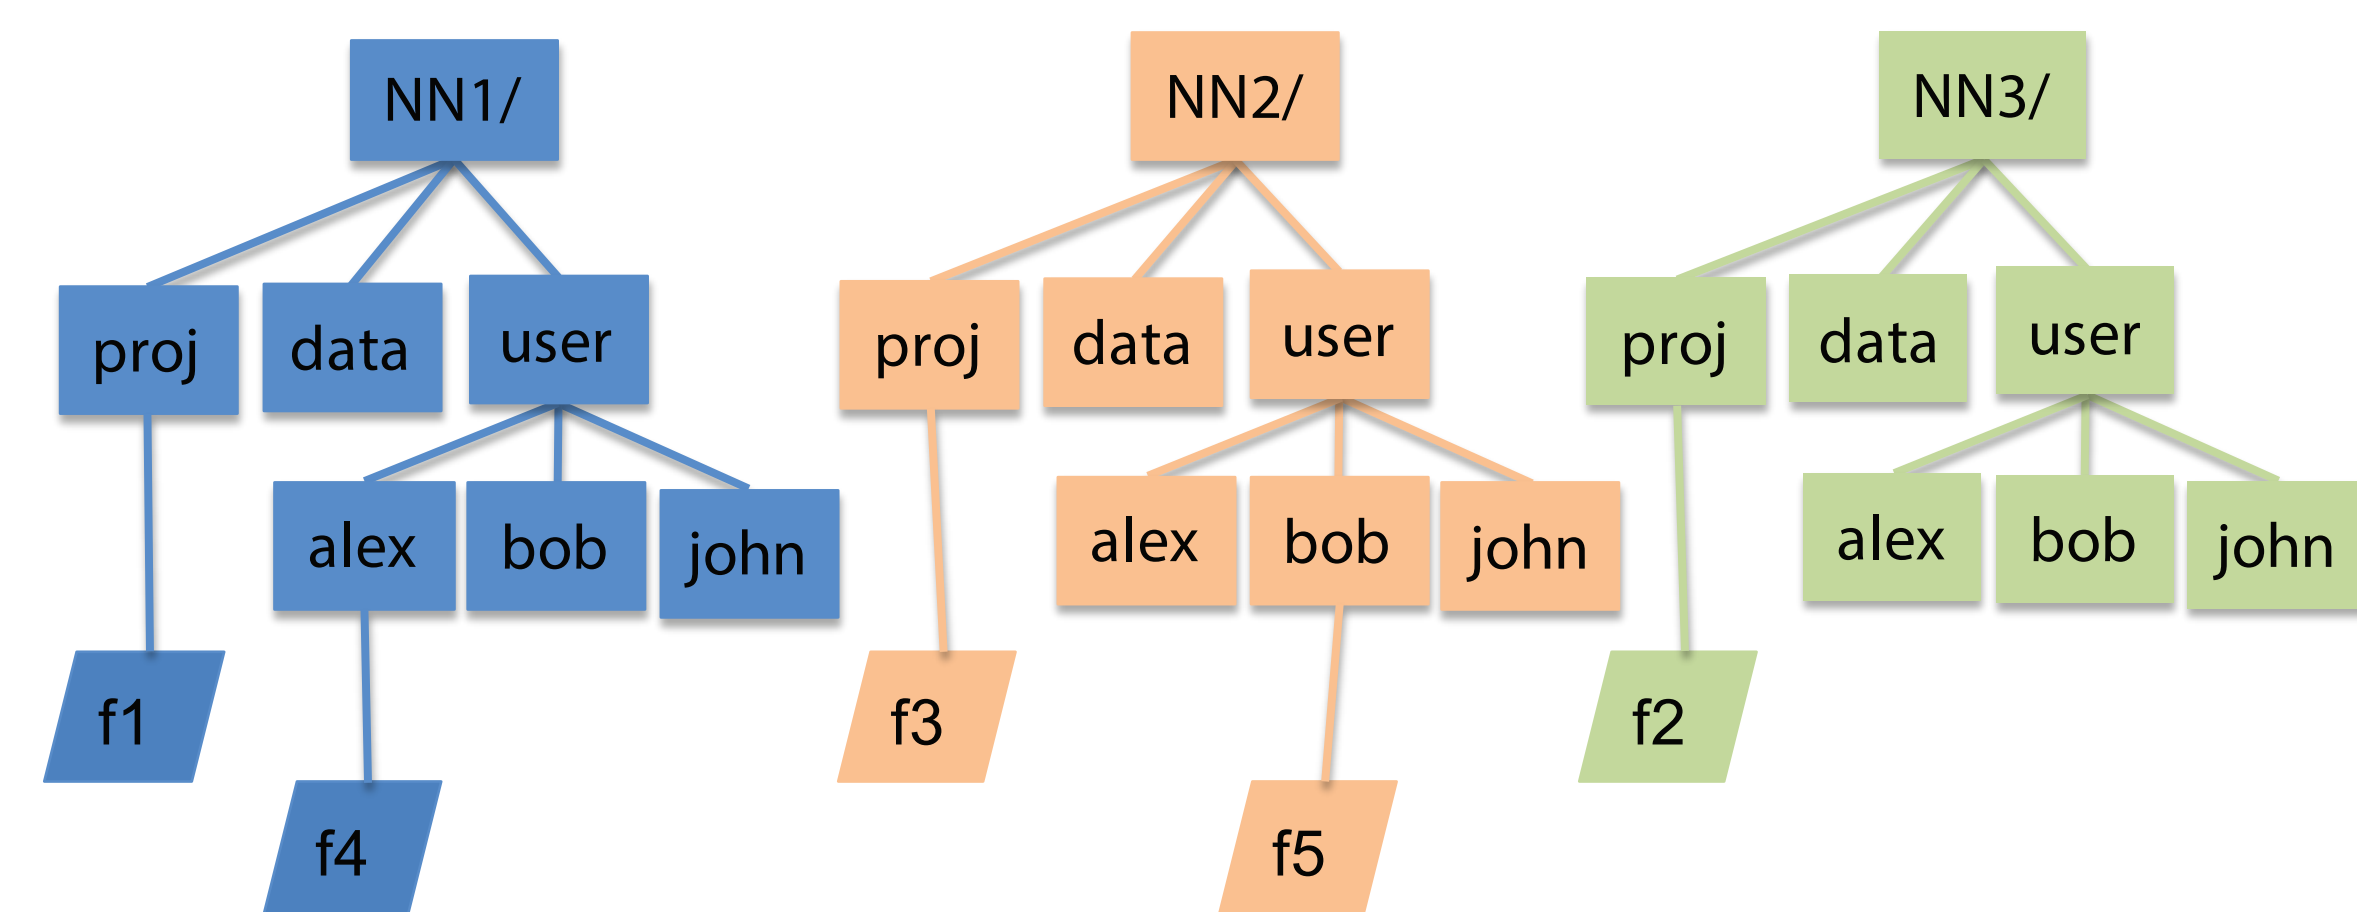 NN1/
NN2/
NN3/
proj
data
user
proj
data
user
proj
data
user
alex
bob
john
alex
bob
john
alex
bob
john
f1
f3
f2
f4
f5